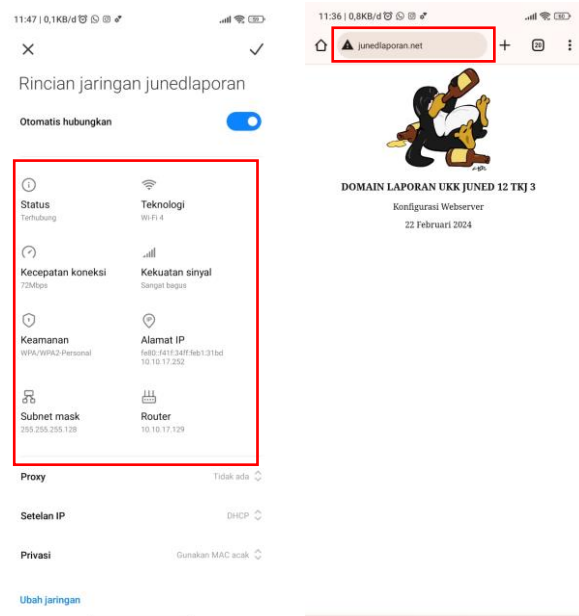 11:47 | 0,1KB/d
59
Rincian jaringan junedlaporan
Otomatis hubungkan
Status
Terhubung
Teknologi
Wi-Fi 4
Kecepatan koneksi
72Mbps
Kekuatan sinyal
Sangat bagus
Keamanan
WPA/WPA2-Personal
Alamat IP
fe80::f41f:34ff:feb1:31bd
10.10.17.252
Subnet mask
255.255.255.128
Router
10.10.17.129
Proxy
Tidak ada
Setelan IP
DHCP
Privasi
Gunakan MAC acak
Ubah jaringan
11:36 | 0,8KB/d
60
junedlaporan.net
20
DOMAIN LAPORAN UKK JUNED 12 TKJ 3
Konfigurasi Webserver
22 Februari 2024